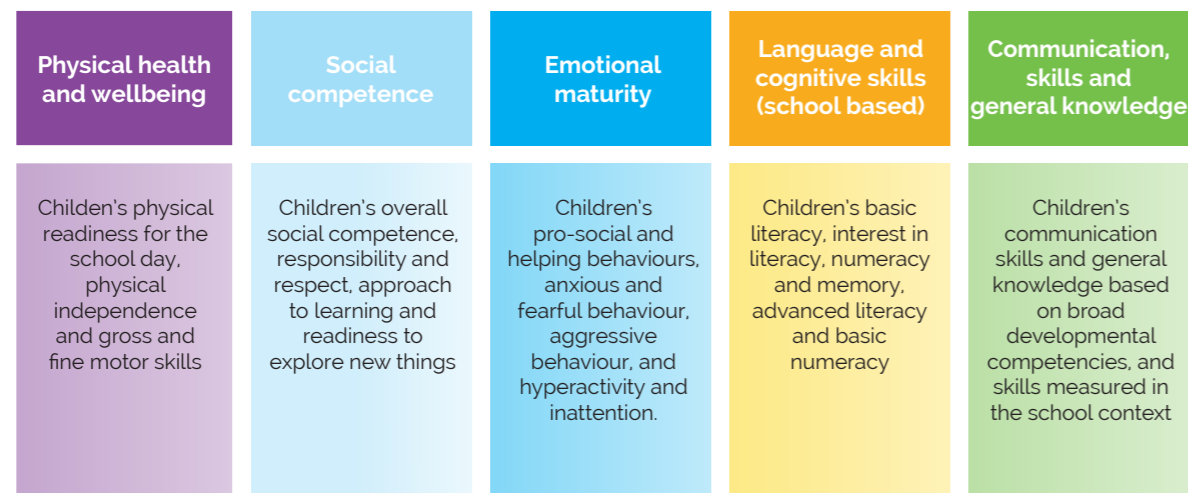 Physical health
and wellbeing
Social
competence
Emotional
maturity
Language and
cognitive skills
(school based)
Communication,
skills and
general knowledge
Childen's physical
readiness for the
school day,
physical
independence
and gross and
fine motor skills
Children's overall
social competence,
responsibility and
respect, approach
to learning and
readiness to
explore new things
Children's
pro-social and
helping behaviours,
anxious and
fearful behaviour,
aggressive
behaviour, and
hyperactivity and
inattention.
Children's basic
literacy, interest in
literacy, numeracy
and memory,
advanced literacy
and basic
numeracy
Children's
communication
skills and general
knowledge based
on broad
developmental
competencies, and
skills measured in
the school context